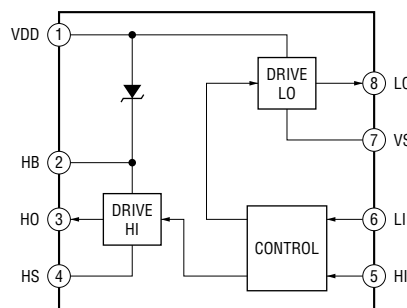 VDD 1
HB 2
HO 3
HS 4
DRIVE
LO
DRIVE
HI
CONTROL
8
7 VS
6 LI
5 HI